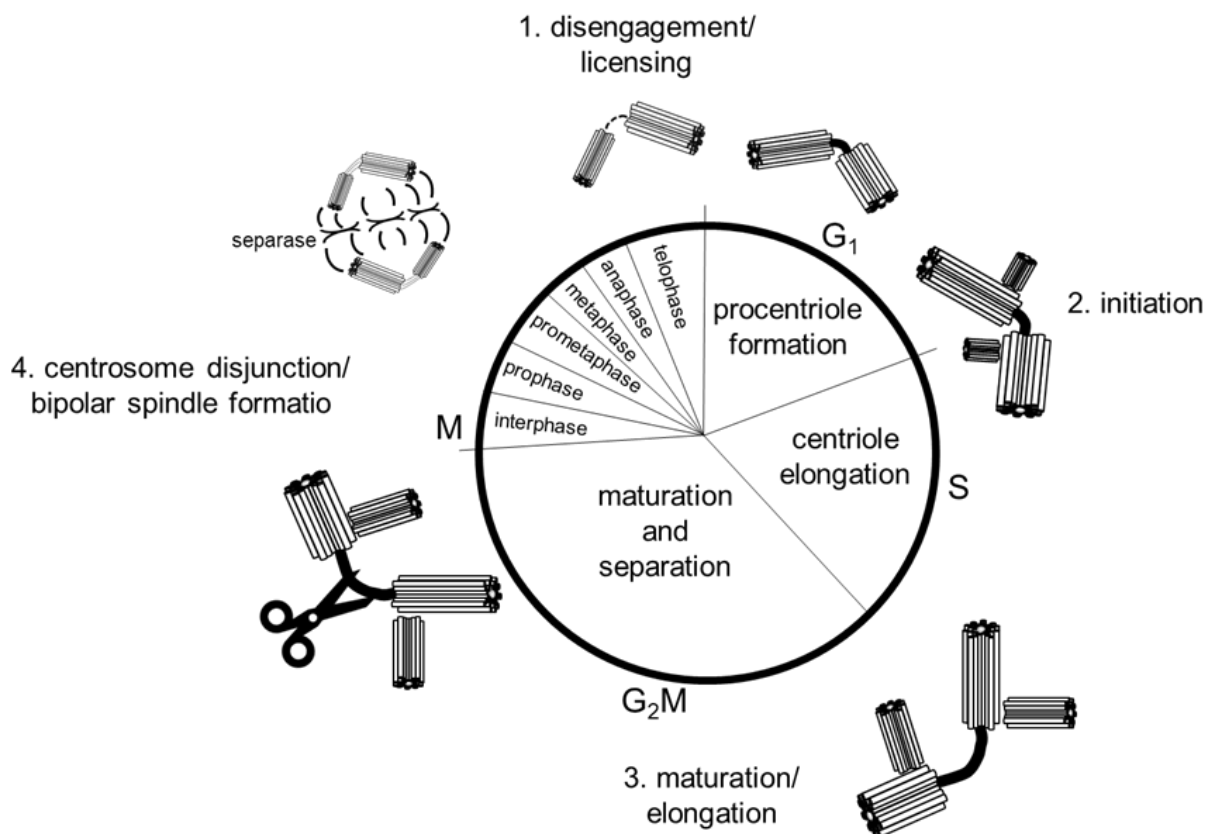 1. disengagement/
licensing
separase
G₁
telophase
anaphase
metaphase
prometaphase
prophase
interphase
procentriole
formation
2. initiation
4. centrosome disjunction/
bipolar spindle formatio
M
centriole
elongation
S
maturation
and
separation
G₂M
3. maturation/
elongation